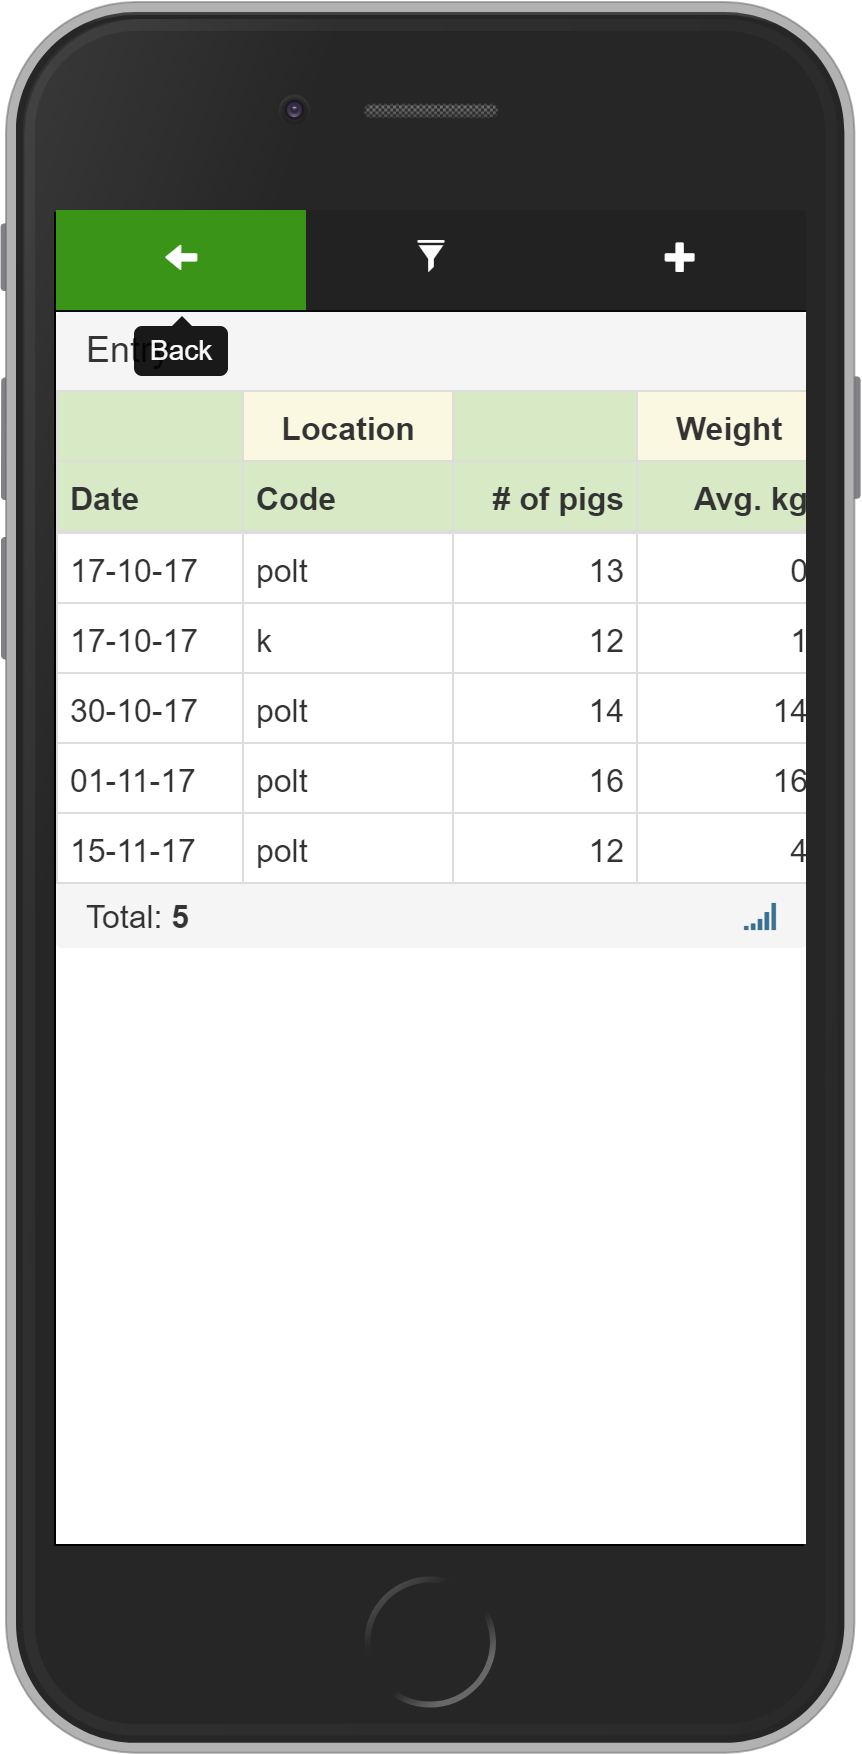 Back
Location Weight
Date Code # of pigs Avg. kg
17-10-17 polt 13 0
17-10-17 k 12 1
30-10-17 polt 14 14
01-11-17 polt 16 16
15-11-17 polt 12 4
Total: 5